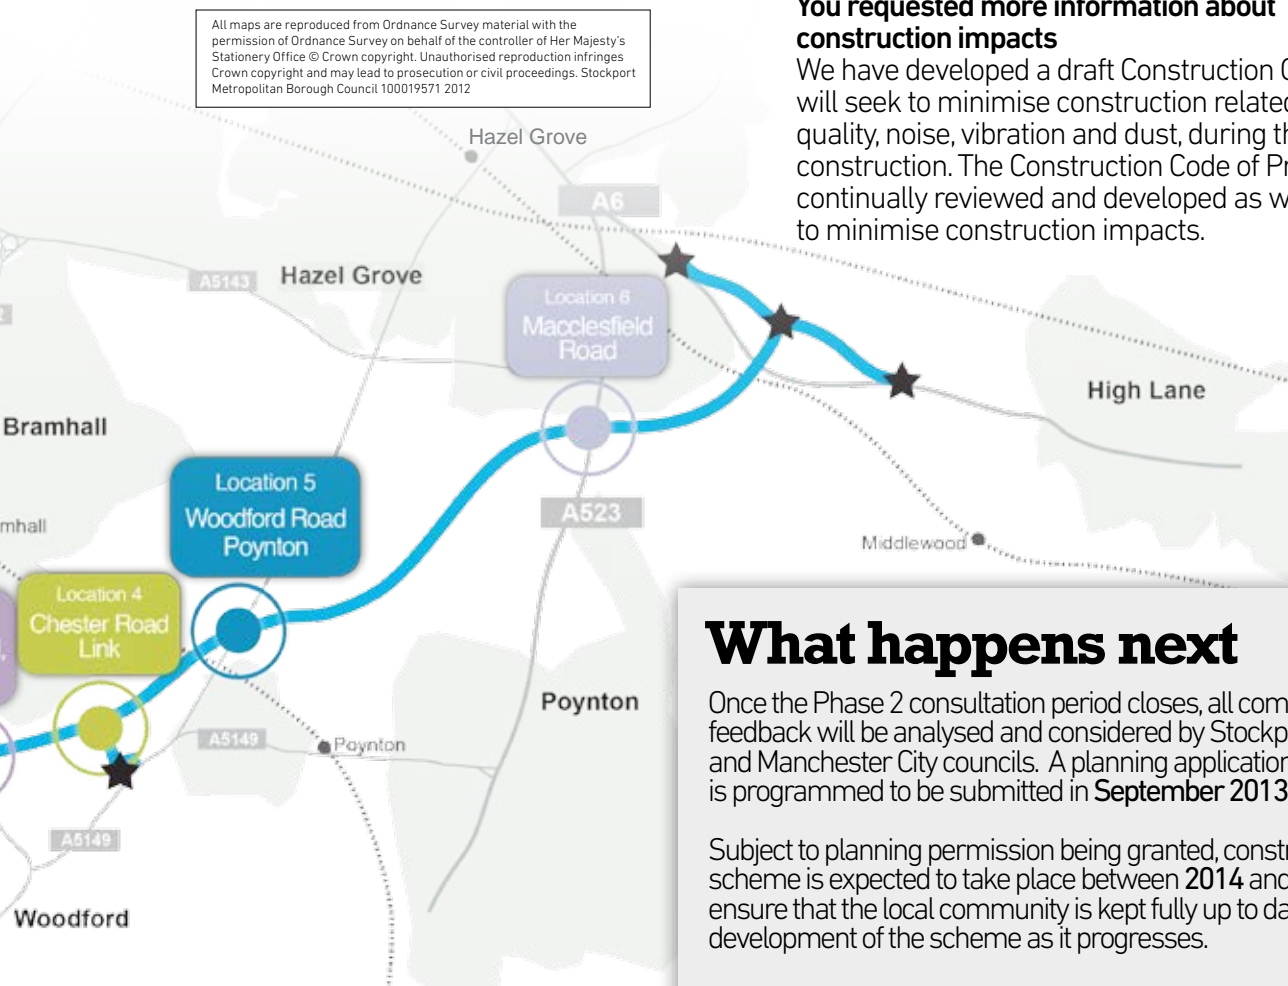 All maps are reproduced from Ordnance Survey material with the
permission of Ordnance Survey on behalf of the controller of Her Majesty's
Stationery Office © Crown copyright. Unauthorised reproduction infringes
Crown copyright and may lead to prosecution or civil proceedings. Stockport
Metropolitan Borough Council 100019571 2012
You requested more information about
construction impacts
We have developed a draft Construction
will seek to minimise construction related
quality, noise, vibration and dust, during
construction. The Construction Code of
continually reviewed and developed as
to minimise construction impacts.
Hazel Grove
A6
A5143
Hazel Grove
Location 6
Macclesfield
Road
High Lane
Bramhall
Location 5
Woodford Road
Poynton
A523
mhall
Middlewood
Location 4
Chester Road
Link
Poynton
A5149
Poynton
A5149
Woodford
What happens next
Once the Phase 2 consultation period closes, all
feedback will be analysed and considered by
and Manchester City councils. A planning application
is programmed to be submitted in September 2013
Subject to planning permission being granted,
scheme is expected to take place between 2014 and
ensure that the local community is kept fully up to
development of the scheme as it progresses.